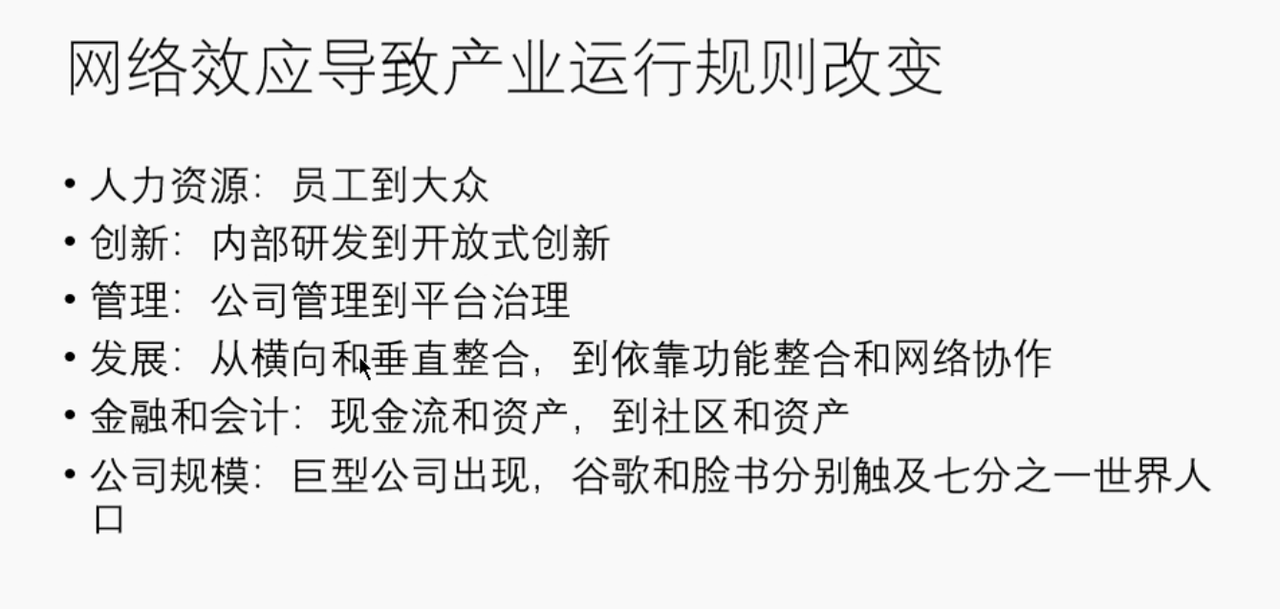 网络效应导致产业运行规则改变
• 人力资源：员工到大众
• 创新：内部研发到开放式创新
• 管理：公司管理到平台治理
• 发展：从横向和垂直整合，到依靠功能整合和网络协作
• 金融和会计：现金流和资产，到社区和资产
• 公司规模：巨型公司出现，谷歌和脸书分别触及七分之一世界人
口